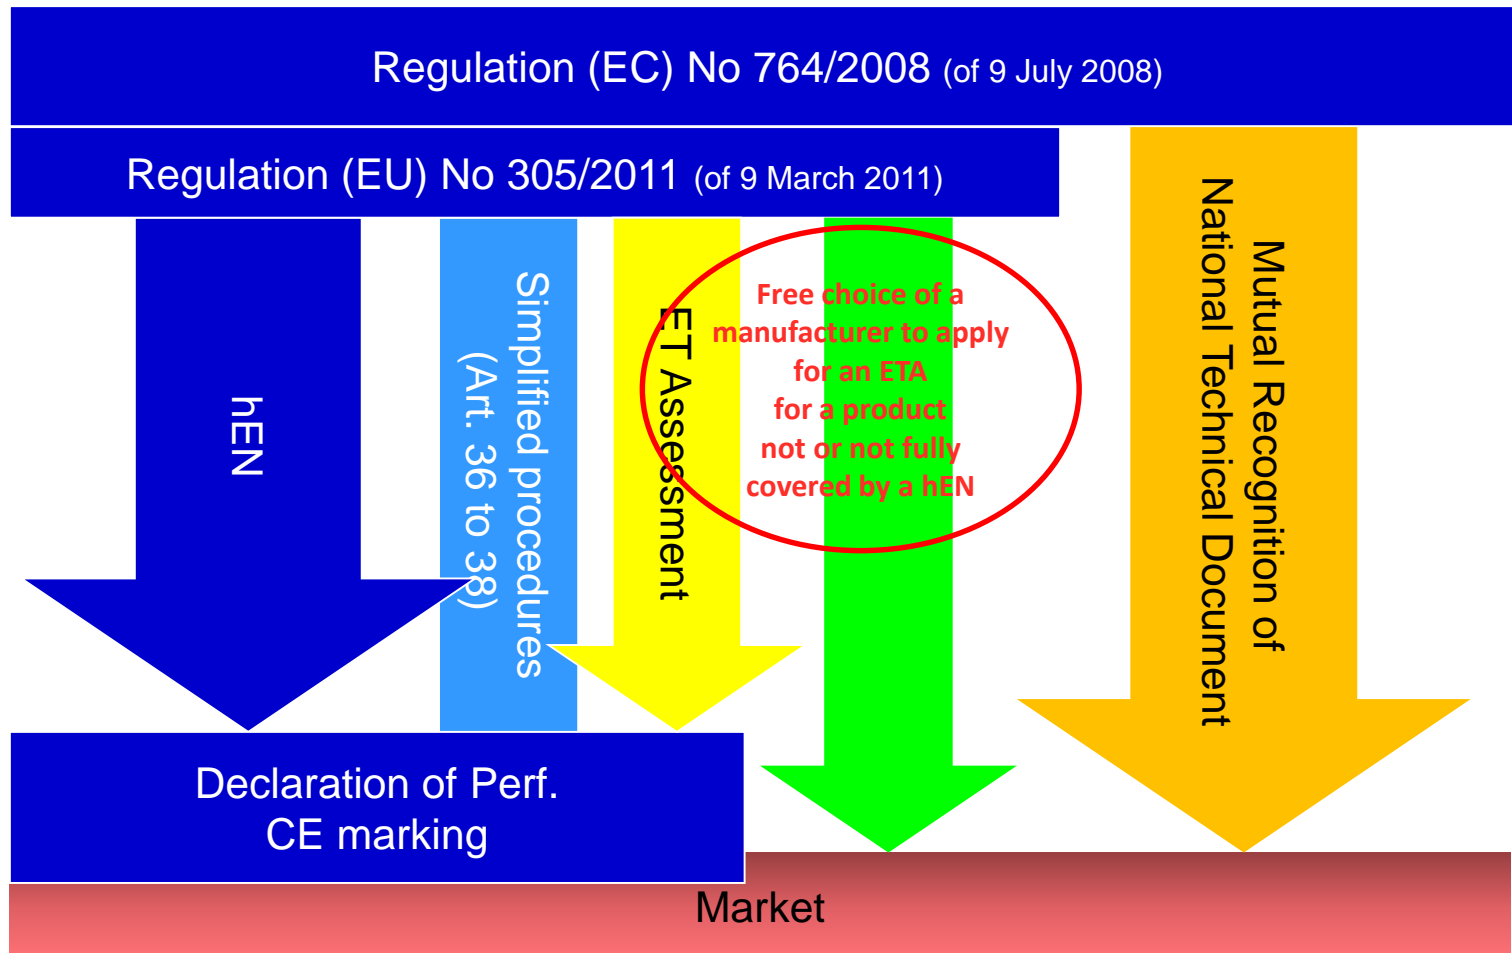 Regulation (EC) No 764/2008 (of 9 July 2008)
Regulation (EU) No 305/2011 (of 9 March 2011)
hEN
Simplified procedures
(Art. 36 to 38)
ET Assessment
Free choice of a
manufacturer to apply
for an ETA
for a product
not or not fully
covered by a hEN
Mutual Recognition of
National Technical Document
Declaration of Perf.
CE marking
Market